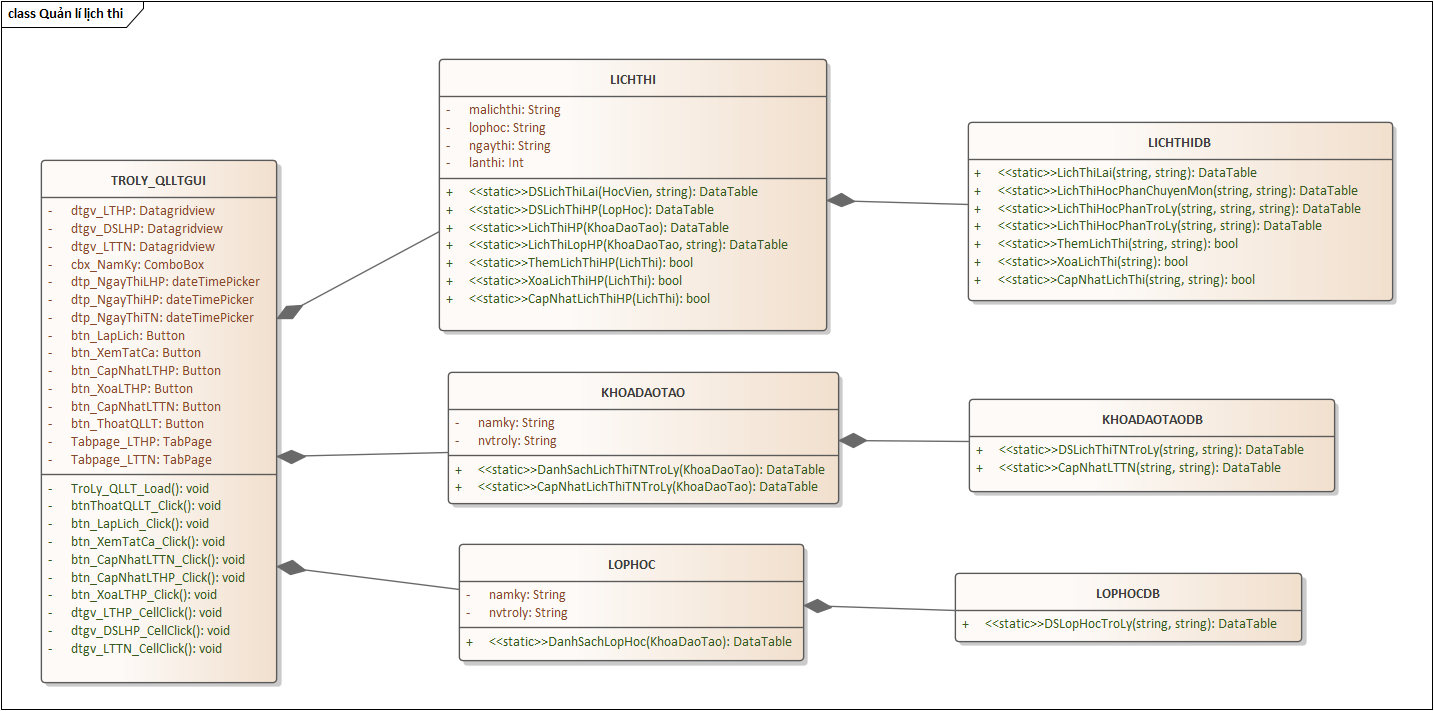 class Quản lí lịch thi
TROLY_QLLTGUI
- dtgv_LTHP: Datagridview
- dtgv_DSLHP: Datagridview
- dtgv_LTTN: Datagridview
- cbx_NamKy: ComboBox
- dtp_NgayThiLHP: dateTimePicker
- dtp_NgayThiHP: dateTimePicker
- dtp_NgayThiTN: dateTimePicker
- btn_LapLich: Button
- btn_XemTatCa: Button
- btn_CapNhatLTHP: Button
- btn_XoaLTHP: Button
- btn_CapNhatLTTN: Button
- btn_ThoatQLLT: Button
- Tabpage_LTHP: TabPage
- Tabpage_LTTN: TabPage
- TroLy_QLLT_Load(): void
- btnThoatQLLT_Click(): void
- btn_LapLich_Click(): void
- btn_XemTatCa_Click(): void
- btn_CapNhatLTTN_Click(): void
- btn_CapNhatLTHP_Click(): void
- btn_XoaLTHP_Click(): void
- dtgv_LTHP_CellClick(): void
- dtgv_DSLHP_CellClick(): void
- dtgv_LTTN_CellClick(): void
LICHTHI
- malichthi: String
- lophoc: String
- ngaythi: String
- lanthi: Int
+ <<static>>DSLichThiLai(HocVien, string): DataTable
+ <<static>>DSLichThiHP(LopHoc): DataTable
+ <<static>>LichThiHP(KhoaDaoTao): DataTable
+ <<static>>LichThiLopHP(KhoaDaoTao, string): DataTable
+ <<static>>ThemLichThiHP(LichThi): bool
+ <<static>>XoaLichThiHP(LichThi): bool
+ <<static>>CapNhatLichThiHP(LichThi): bool
LICHTHIDB
+ <<static>>LichThiLai(string, string): DataTable
+ <<static>>LichThiHocPhanChuyenMon(string, string): DataTable
+ <<static>>LichThiHocPhanTroLy(string, string, string): DataTable
+ <<static>>LichThiHocPhanTroLy(string, string): DataTable
+ <<static>>ThemLichThi(string, string): bool
+ <<static>>XoaLichThi(string): bool
+ <<static>>CapNhatLichThi(string, string): bool
KHOADAOTAO
- namky: String
- nvtroly: String
+ <<static>>DanhSachLichThiTNTroLy(KhoaDaoTao): DataTable
+ <<static>>CapNhatLichThiTNTroLy(KhoaDaoTao): DataTable
KHOADAOTAODB
+ <<static>>DSLichThiTNTroLy(string, string): DataTable
+ <<static>>CapNhatLTTN(string, string): DataTable
LOPHOC
- namky: String
- nvtroly: String
+ <<static>>DanhSachLopHoc(KhoaDaoTao): DataTable
LOPHOCDB
+ <<static>>DSLopHocTroLy(string, string): DataTable